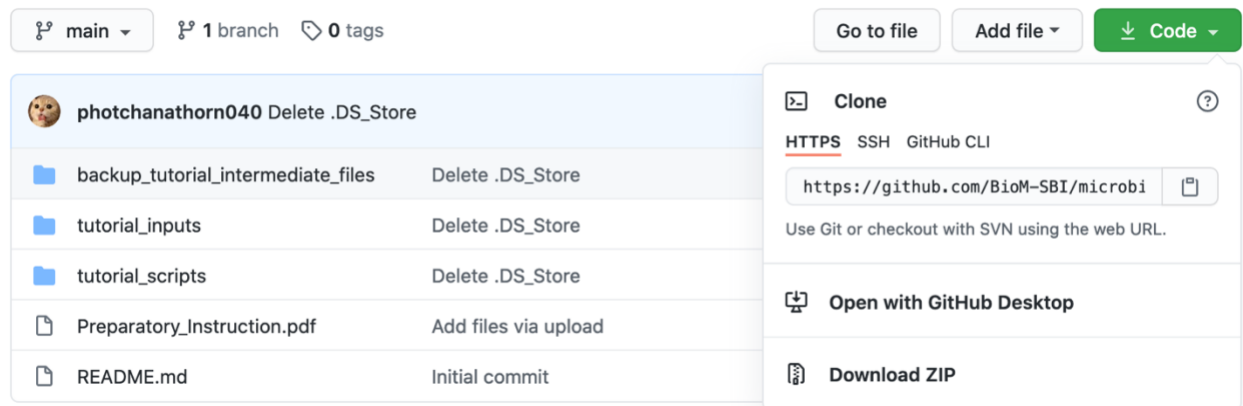 main 1 branch 0 tags Go to file Add file Code
photchanathorn040 Delete .DS_Store
backup_tutorial_intermediate_files Delete .DS_Store
tutorial_inputs Delete .DS_Store
tutorial_scripts Delete .DS_Store
Preparatory_Instruction.pdf Add files via upload
README.md Initial commit
Clone
HTTPS SSH GitHub CLI
https://github.com/BioM-SBI/microbi
Use Git or checkout with SVN using the web URL.
Open with GitHub Desktop
Download ZIP